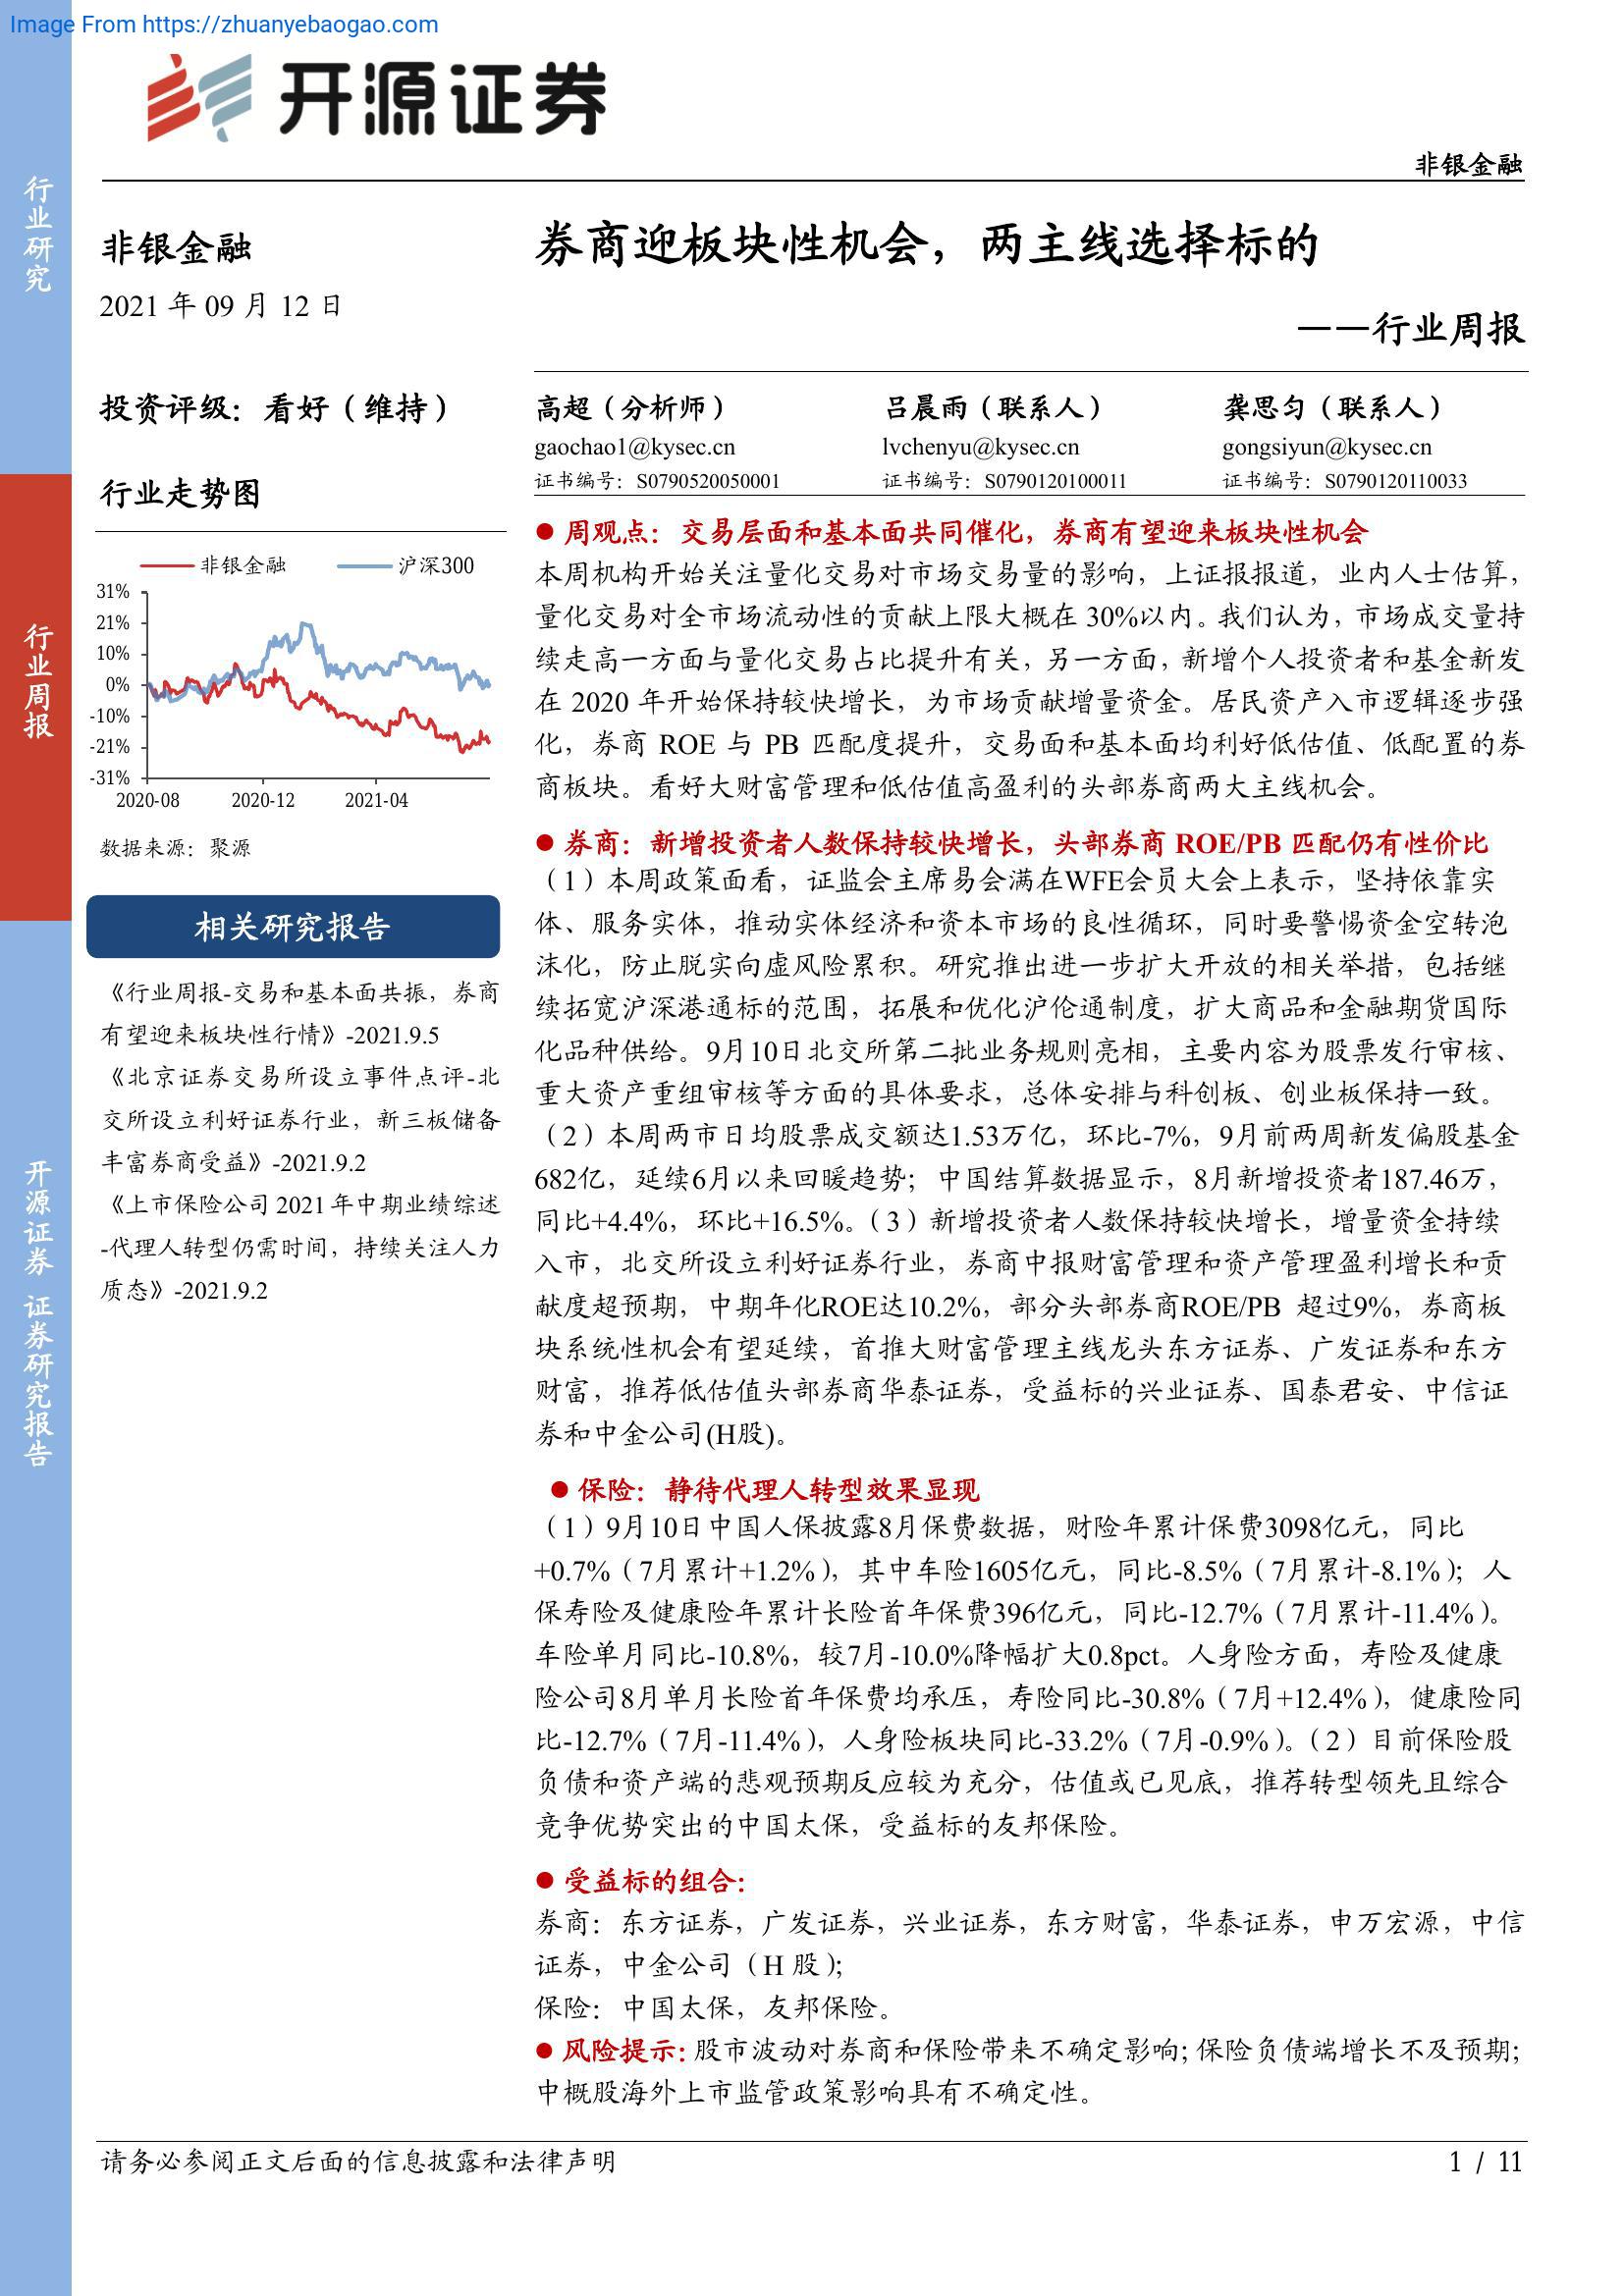 Image From https://zhuanyebaogao.com
开源证券
非银金融
行业研究
行业周报
开源证券 证券研究报告
非银金融
2021 年 09 月 12 日
投资评级：看好（维持）
行业走势图
非银金融
沪深300
31%
21%
10%
0%
-10%
-21%
-31%
2020-08
2020-12
2021-04
数据来源：聚源
相关研究报告
《行业周报-交易和基本面共振，券商
有望迎来板块性行情》-2021.9.5
《北京证券交易所设立事件点评-北
交所设立利好证券行业，新三板储备
丰富券商受益》-2021.9.2
《上市保险公司 2021 年中期业绩综述
-代理人转型仍需时间，持续关注人力
质态》-2021.9.2
券商迎板块性机会，两主线选择标的
——行业周报
高超（分析师）
gaochao1@kysec.cn
证书编号：S0790520050001
吕晨雨（联系人）
lvchenyu@kysec.cn
证书编号：S0790120100011
龚思匀（联系人）
gongsiyun@kysec.cn
证书编号：S0790120110033
● 周观点：交易层面和基本面共同催化，券商有望迎来板块性机会
本周机构开始关注量化交易对市场交易量的影响，上证报报道，业内人士估算，
量化交易对全市场流动性的贡献上限大概在 30%以内。我们认为，市场成交量持
续走高一方面与量化交易占比提升有关，另一方面，新增个人投资者和基金新发
在 2020 年开始保持较快增长，为市场贡献增量资金。居民资产入市逻辑逐步强
化，券商 ROE 与 PB 匹配度提升，交易面和基本面均利好低估值、低配置的券
商板块。看好大财富管理和低估值高盈利的头部券商两大主线机会。
● 券商：新增投资者人数保持较快增长，头部券商 ROE/PB 匹配仍有性价比
（1）本周政策面看，证监会主席易会满在WFE会员大会上表示，坚持依靠实
体、服务实体，推动实体经济和资本市场的良性循环，同时要警惕资金空转泡
沫化，防止脱实向虚风险累积。研究推出进一步扩大开放的相关举措，包括继
续拓宽沪深港通标的范围，拓展和优化沪伦通制度，扩大商品和金融期货国际
化品种供给。9月10日北交所第二批业务规则亮相，主要内容为股票发行审核、
重大资产重组审核等方面的具体要求，总体安排与科创板、创业板保持一致。
（2）本周两市日均股票成交额达1.53万亿，环比-7%，9月前两周新发偏股基金
682亿，延续6月以来回暖趋势；中国结算数据显示，8月新增投资者187.46万，
同比+4.4%，环比+16.5%。（3）新增投资者人数保持较快增长，增量资金持续
入市，北交所设立利好证券行业，券商中报财富管理和资产管理盈利增长和贡
献度超预期，中期年化ROE达10.2%，部分头部券商ROE/PB 超过9%，券商板
块系统性机会有望延续，首推大财富管理主线龙头东方证券、广发证券和东方
财富，推荐低估值头部券商华泰证券，受益标的兴业证券、国泰君安、中信证
券和中金公司(H股)。
● 保险：静待代理人转型效果显现
（1）9月10日中国人保披露8月保费数据，财险年累计保费3098亿元，同比
+0.7%（7月累计+1.2%），其中车险1605亿元，同比-8.5%（7月累计-8.1%）；人
保寿险及健康险年累计长险首年保费396亿元，同比-12.7%（7月累计-11.4%）。
车险单月同比-10.8%，较7月-10.0%降幅扩大0.8pct。人身险方面，寿险及健康
险公司8月单月长险首年保费均承压，寿险同比-30.8%（7月+12.4%），健康险同
比-12.7%（7月-11.4%），人身险板块同比-33.2%（7月-0.9%）。（2）目前保险股
负债和资产端的悲观预期反应较为充分，估值或已见底，推荐转型领先且综合
竞争优势突出的中国太保，受益标的友邦保险。
● 受益标的组合：
券商：东方证券，广发证券，兴业证券，东方财富，华泰证券，申万宏源，中信
证券，中金公司（H 股）；
保险：中国太保，友邦保险。
● 风险提示：股市波动对券商和保险带来不确定影响；保险负债端增长不及预期；
中概股海外上市监管政策影响具有不确定性。
请务必参阅正文后面的信息披露和法律声明
1 / 11